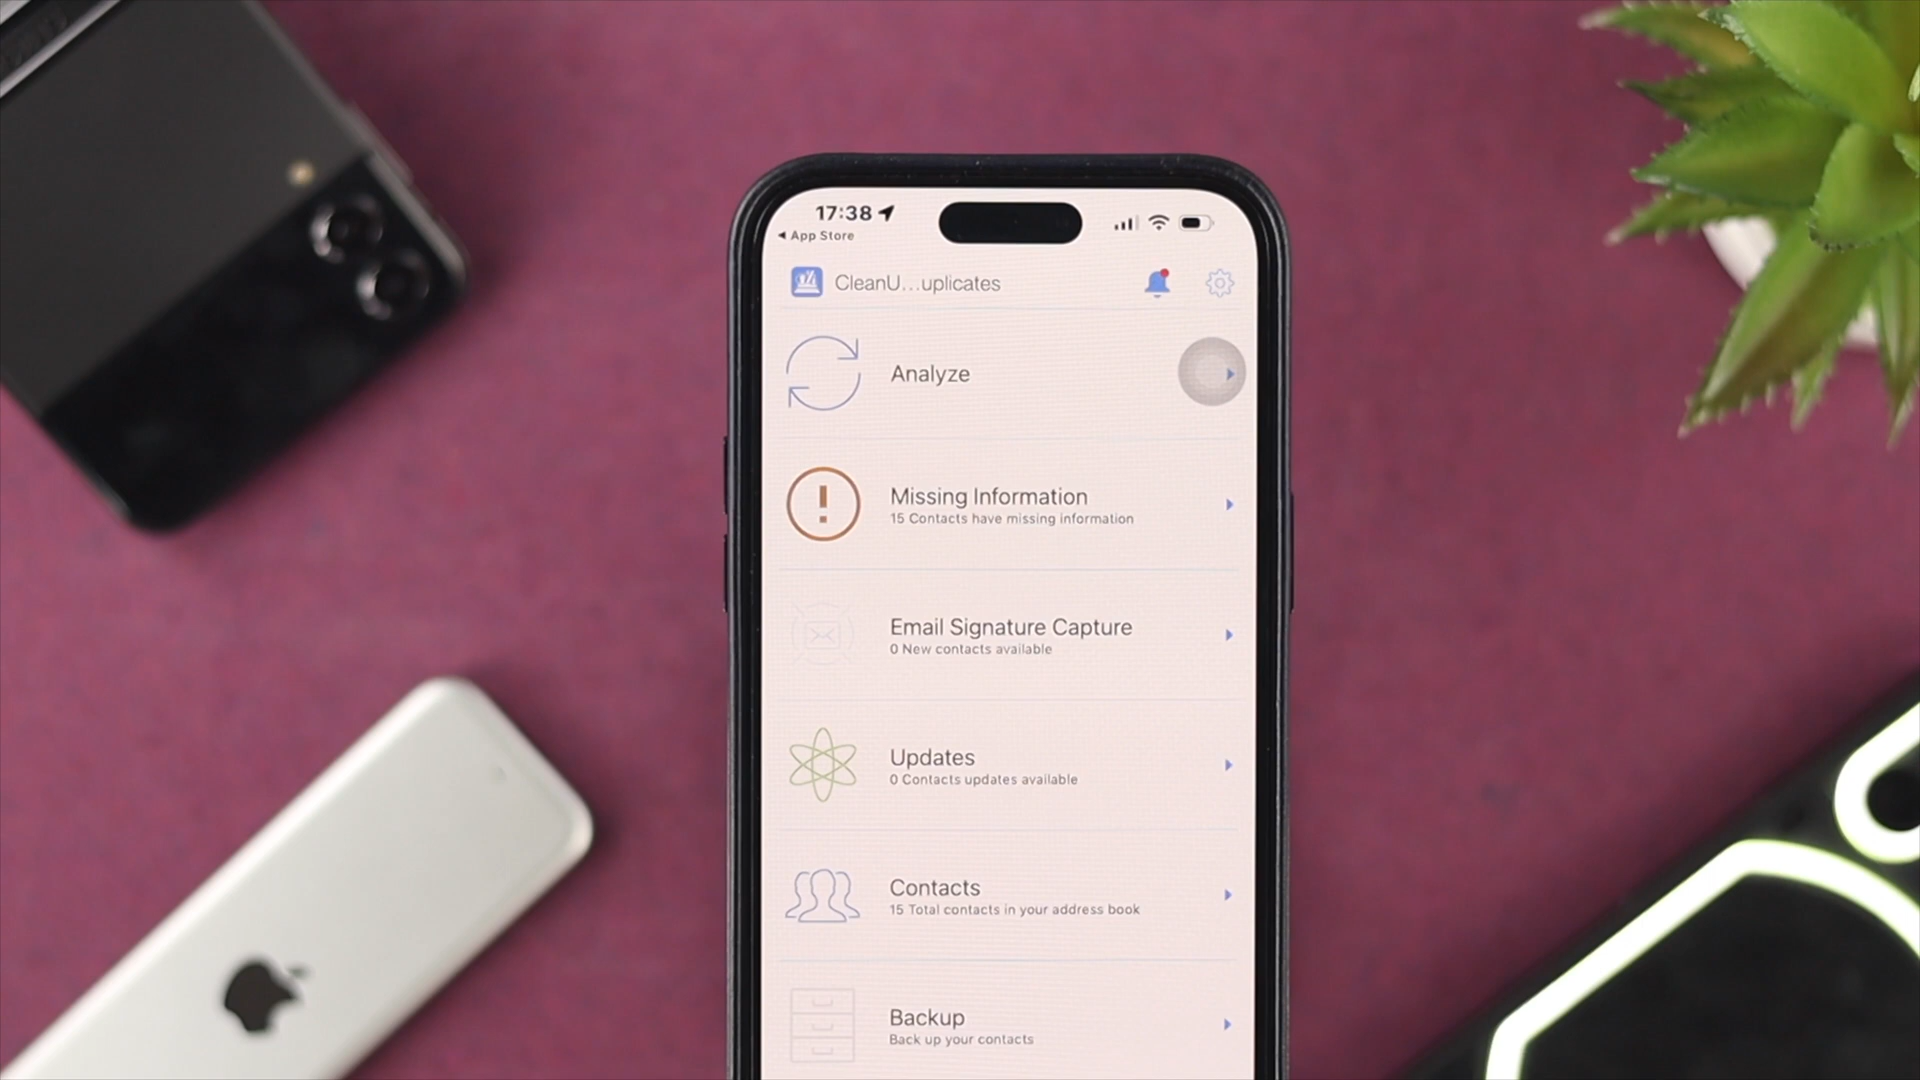 17:38
◀ App Store
CleanU...uplicates
Analyze
Missing Information
15 Contacts have missing information
Email Signature Capture
0 New contacts available
Updates
0 Contacts updates available
Contacts
15 Total contacts in your address book
Backup
Back up your contacts